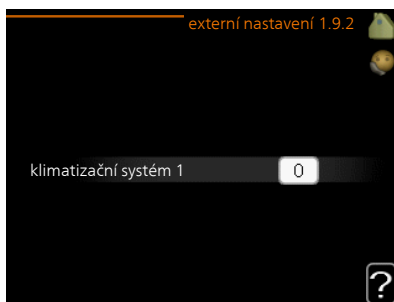 externí nastavení 1.9.2
klimatizační systém 1
0
?